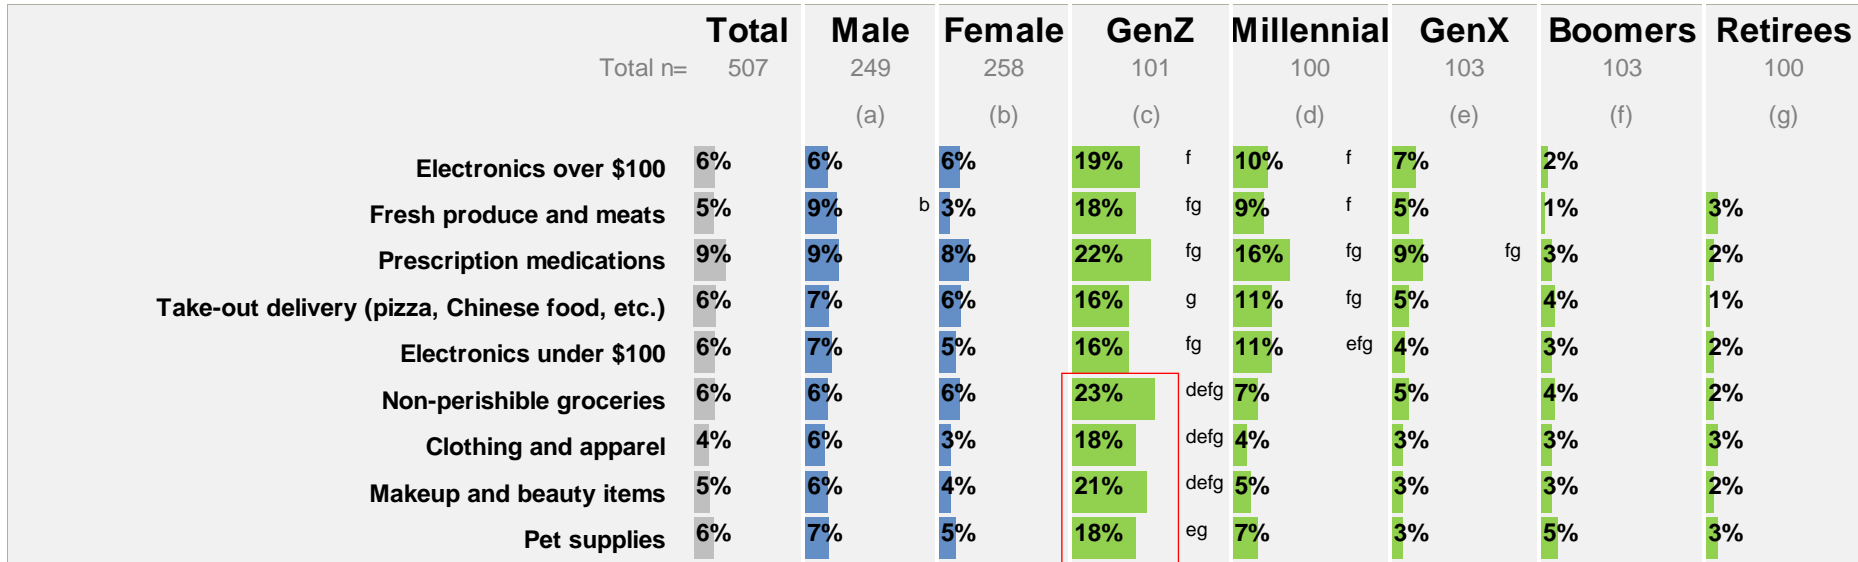 Total Male Female GenZ Millennial GenX Boomers Retirees
Total n= 507 249 258 101 100 103 103 100
(a) (b) (c) (d) (e) (f) (g)
Electronics over $100 6% 6% 6% 19% f 10% f 7% 2%
Fresh produce and meats 5% 9% b 3% 18% fg 9% f 5% 1% 3%
Prescription medications 9% 9% 8% 22% fg 16% fg 9% fg 3% 2%
Take-out delivery (pizza, Chinese food, etc.) 6% 7% 6% 16% g 11% fg 5% 4% 1%
Electronics under $100 6% 7% 5% 16% fg 11% efg 4% 3% 2%
Non-perishible groceries 6% 6% 6% 23% defg 7% 5% 4% 2%
Clothing and apparel 4% 6% 3% 18% defg 4% 3% 3% 3%
Makeup and beauty items 5% 6% 4% 21% defg 5% 3% 3% 2%
Pet supplies 6% 7% 5% 18% eg 7% 3% 5% 3%